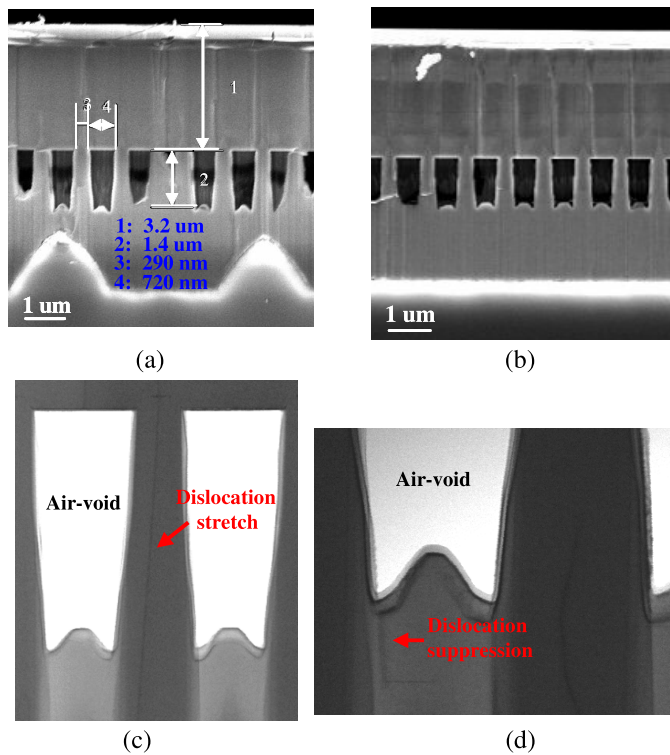 1
3 4
2
1: 3.2 um
2: 1.4 um
3: 290 nm
4: 720 nm
1 um
1 um
(a)
(b)
Air-void
Dislocation
stretch
Air-void
Dislocation
suppression
(c)
(d)